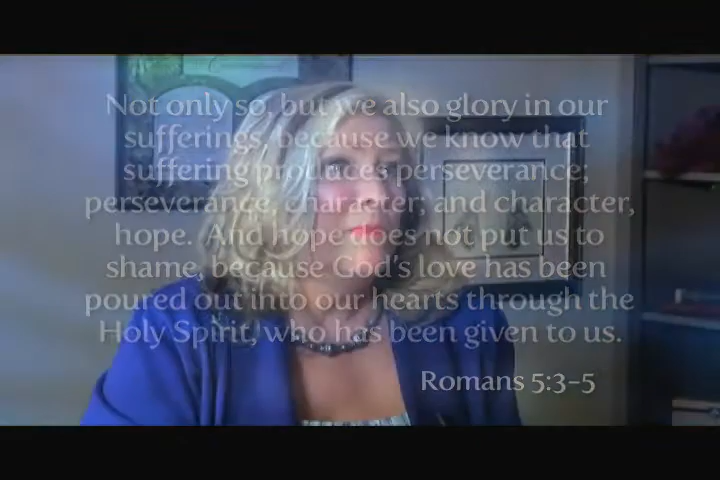 Not only so, but we also glory in our
sufferings, because we know that
suffering produces perseverance;
perseverance, character; and character,
hope. And hope does not put us to
shame, because God's love has been
poured out into our hearts through the
Holy Spirit, who has been given to us.
Romans 5:3-5